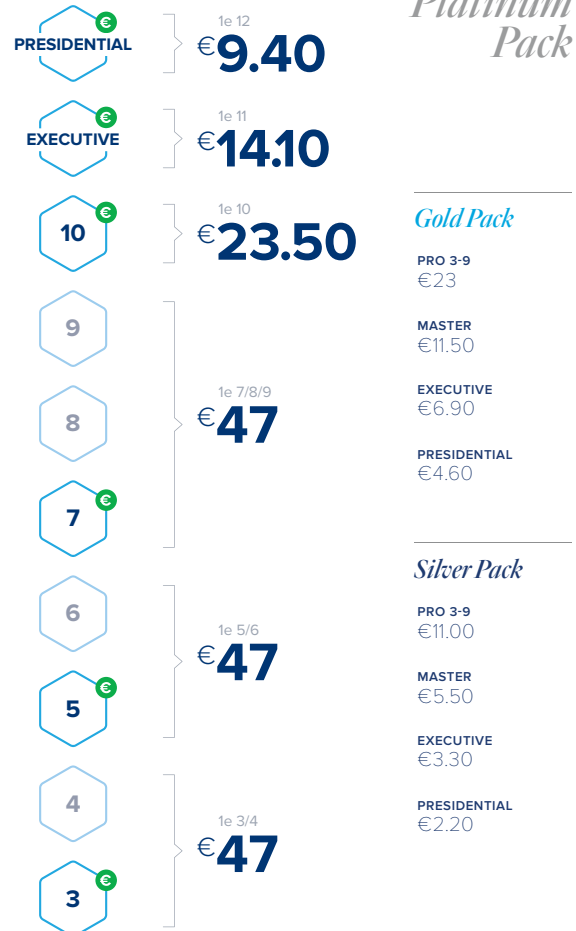 Platinum
Pack
PRESIDENTIAL
€
1e 12
€9.40
EXECUTIVE
€
1e 11
€14.10
10
€
1e 10
€23.50
9
8
7
€
1e 7/8/9
€47
6
5
€
1e 5/6
€47
4
3
€
1e 3/4
€47
Gold Pack
PRO 3-9
€23
MASTER
€11.50
EXECUTIVE
€6.90
PRESIDENTIAL
€4.60
Silver Pack
PRO 3-9
€11.00
MASTER
€5.50
EXECUTIVE
€3.30
PRESIDENTIAL
€2.20